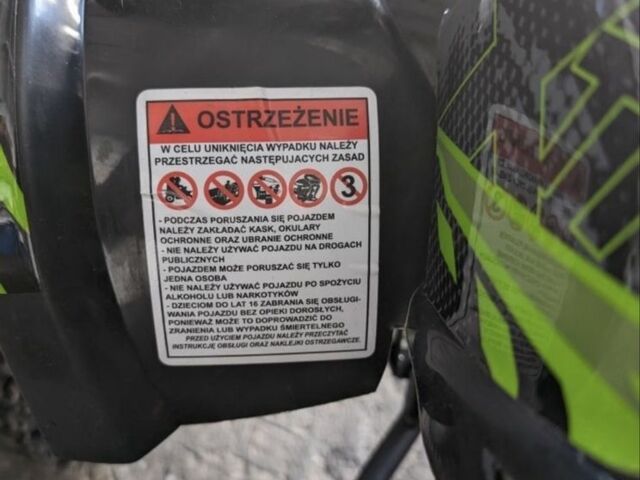 OSTRZEŻENIE
W CELU UNIKNIĘCIA WYPADKU NALEŻY
PRZESTRZEGAĆ NASTĘPUJACYCH ZASAD
3
- PODCZAS PORUSZANIA SIĘ POJAZDEM
NALEŻY ZAKŁADAĆ KASK, OKULARY
OCHRONNE ORAZ UBRANIE OCHRONNE
- NIE NALEŻY UŻYWAĆ POJAZDU NA DROGACH
PUBLICZNYCH
- POJAZDEM MOŻE PORUSZAĆ SIĘ TYLKO
JEDNA OSOBA
- NIE NALEŻY UŻYWAĆ POJAZDU PO SPOŻYCIU
ALKOHOLU LUB NARKOTYKÓW
- DZIECIOM DO LAT 16 ZABRANIA SIĘ OBSŁUGI-
WANIA POJAZDU BEZ OPIEKI DOROSŁYCH,
PONIEWAŻ MOŻE TO DOPROWADZIĆ DO
ZRANIENIA LUB WYPADKU ŚMIERTELNEGO
PRZED UŻYCIEM POJAZDU NALEŻY PRZECZYTAĆ
INSTRUKCJĘ OBSŁUGI ORAZ NAKLEJKI OSTRZEGAWCZE.